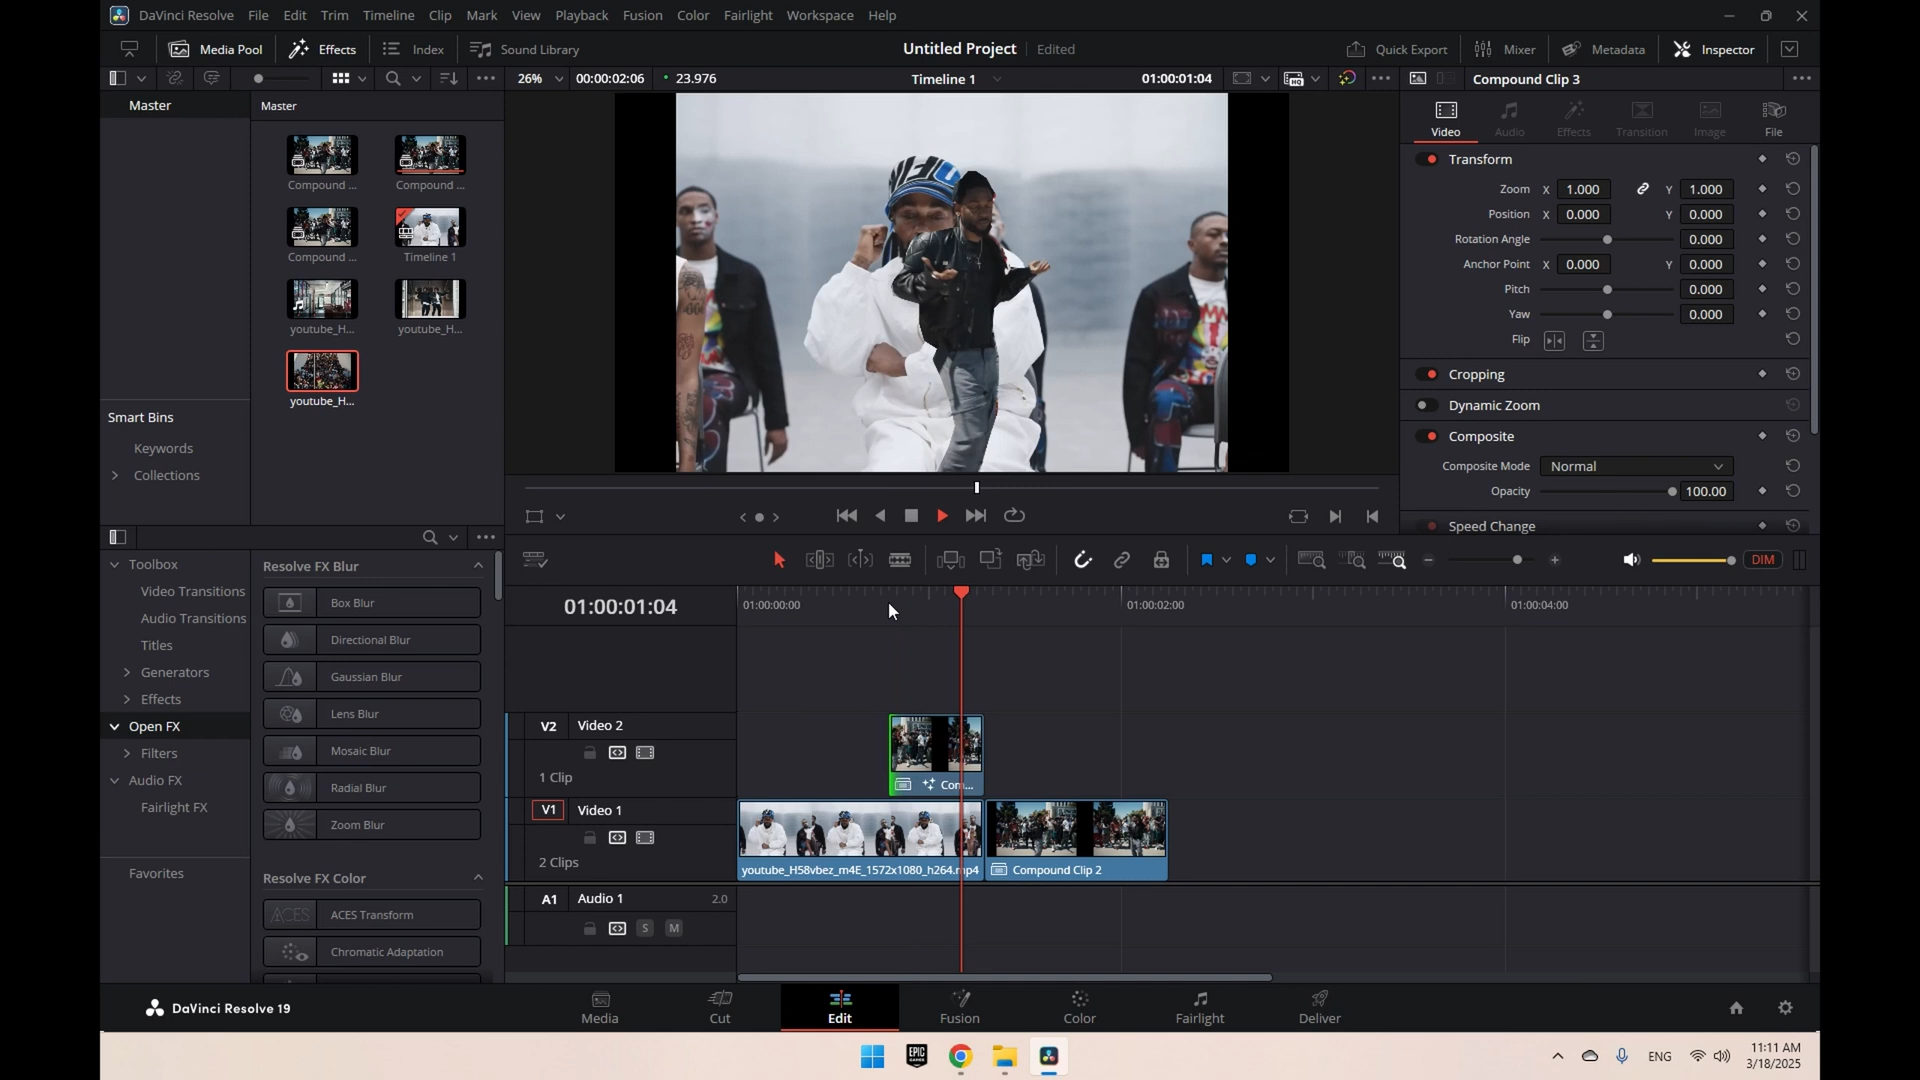 DaVinci Resolve File Edit Trim Timeline Clip Mark View Playback Fusion Color Fairlight Workspace Help
Media Pool Effects Index Sound Library Untitled Project Edited Quick Export Mixer Metadata Inspector
26% 00:00:02:06 23.976 Timeline 1 01:00:01:04 Compound Clip 3
Master Master
Video Audio Effects Transition Image File
Compound ... Compound ...
Compound ... Timeline 1
youtube_H... youtube_H...
youtube_H...
Smart Bins
Keywords
Collections
Transform
Zoom X 1.000 Y 1.000
Position X 0.000 Y 0.000
Rotation Angle 0.000
Anchor Point X 0.000 Y 0.000
Pitch 0.000
Yaw 0.000
Flip
Cropping
Dynamic Zoom
Composite
Composite Mode Normal
Opacity 100.00
Speed Change
DIM
Toolbox
Video Transitions
Audio Transitions
Titles
Generators
Effects
Open FX
Filters
Audio FX
Fairlight FX
Favorites
Resolve FX Blur
Box Blur
Directional Blur
Gaussian Blur
Lens Blur
Mosaic Blur
Radial Blur
Zoom Blur
Resolve FX Color
ACES ACES Transform
Chromatic Adaptation
01:00:01:04 01:00:00:00 01:00:02:00 01:00:04:00
V2 Video 2
1 Clip Com...
V1 Video 1
2 Clips youtube_H58vbez_m4E_1572x1080_h264.mp4 Compound Clip 2
A1 Audio 1 2.0
S M
DaVinci Resolve 19 Media Cut Edit Fusion Color Fairlight Deliver
EPIC GAMES ENG 11:11 AM
3/18/2025